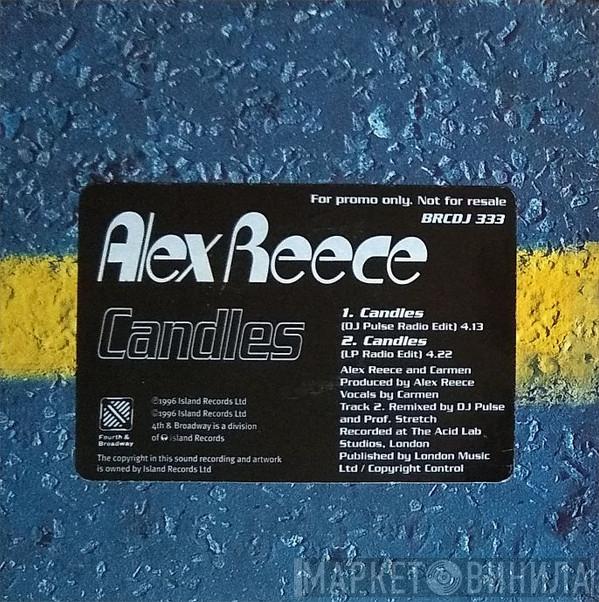 For promo only. Not for resale
BRCDJ 333
Alex Reece
Candles
1. Candles
(DJ Pulse Radio Edit) 4.13
2. Candles
(LP Radio Edit) 4.22
Alex Reece and Carmen
Produced by Alex Reece
Vocals by Carmen
Track 2. Remixed by DJ Pulse
and Prof. Stretch
Recorded at The Acid Lab
Studios, London
Published by London Music
Ltd / Copyright Control
℗1996 Island Records Ltd
©1996 Island Records Ltd
4th & Broadway is a division
of island Records
Fourth &
Broadway
The copyright in this sound recording and artwork
is owned by Island Records Ltd
МАРКЕТ ВИНИЛА